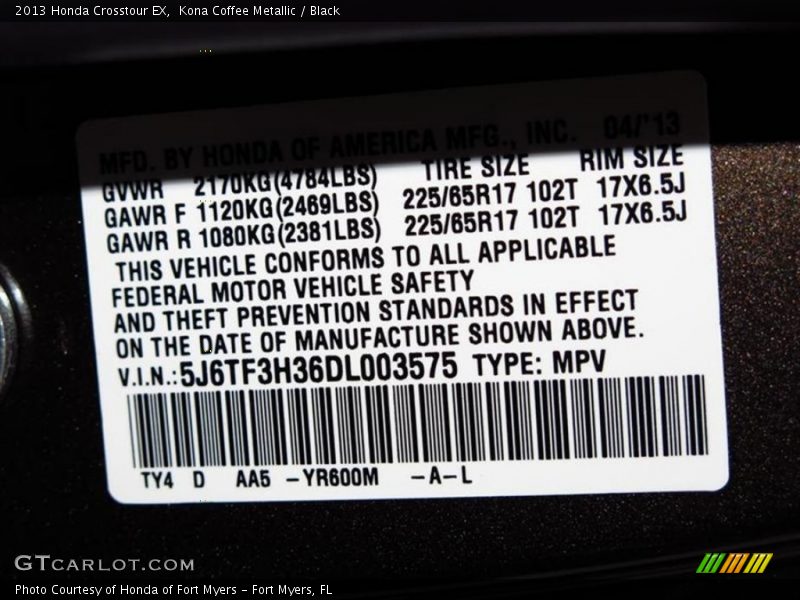 2013 Honda Crosstour EX,  Kona Coffee Metallic / Black
MFD. BY HONDA OF AMERICA MFG., INC. 04/'13
GVWR 2170KG(4784LBS) TIRE SIZE RIM SIZE
GAWR F 1120KG(2469LBS) 225/65R17 102T 17X6.5J
GAWR R 1080KG(2381LBS) 225/65R17 102T 17X6.5J
THIS VEHICLE CONFORMS TO ALL APPLICABLE
FEDERAL MOTOR VEHICLE SAFETY
AND THEFT PREVENTION STANDARDS IN EFFECT
ON THE DATE OF MANUFACTURE SHOWN ABOVE.
V.I.N.:5J6TF3H36DL003575 TYPE: MPV
TY4 D AA5 -YR600M -A-L
GTCARLOT.COM
Photo Courtesy of Honda of Fort Myers - Fort Myers, FL